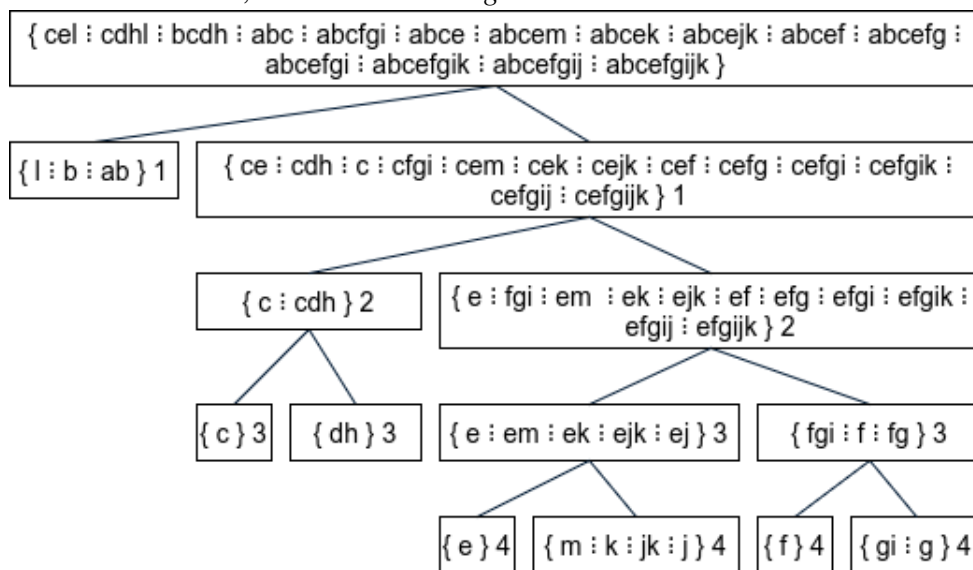 { cel ⋮ cdhl ⋮ bcdh ⋮ abc ⋮ abcfgi ⋮ abce ⋮ abcem ⋮ abcek ⋮ abcejk ⋮ abcef ⋮ abcefg ⋮
abcefgi ⋮ abcefgik ⋮ abcefgij ⋮ abcefgijk }
{ l ⋮ b ⋮ ab } 1
{ ce ⋮ cdh ⋮ c ⋮ cfgi ⋮ cem ⋮ cek ⋮ cejk ⋮ cef ⋮ cefg ⋮ cefgi ⋮ cefgik ⋮
cefgij ⋮ cefgijk } 1
{ c ⋮ cdh } 2
{ e ⋮ fgi ⋮ em ⋮ ek ⋮ ejk ⋮ ef ⋮ efg ⋮ efgi ⋮ efgik ⋮
efgij ⋮ efgijk } 2
{ c } 3
{ dh } 3
{ e ⋮ em ⋮ ek ⋮ ejk ⋮ ej } 3
{ fgi ⋮ f ⋮ fg } 3
{ e } 4
{ m ⋮ k ⋮ jk ⋮ j } 4
{ f } 4
{ gi ⋮ g } 4